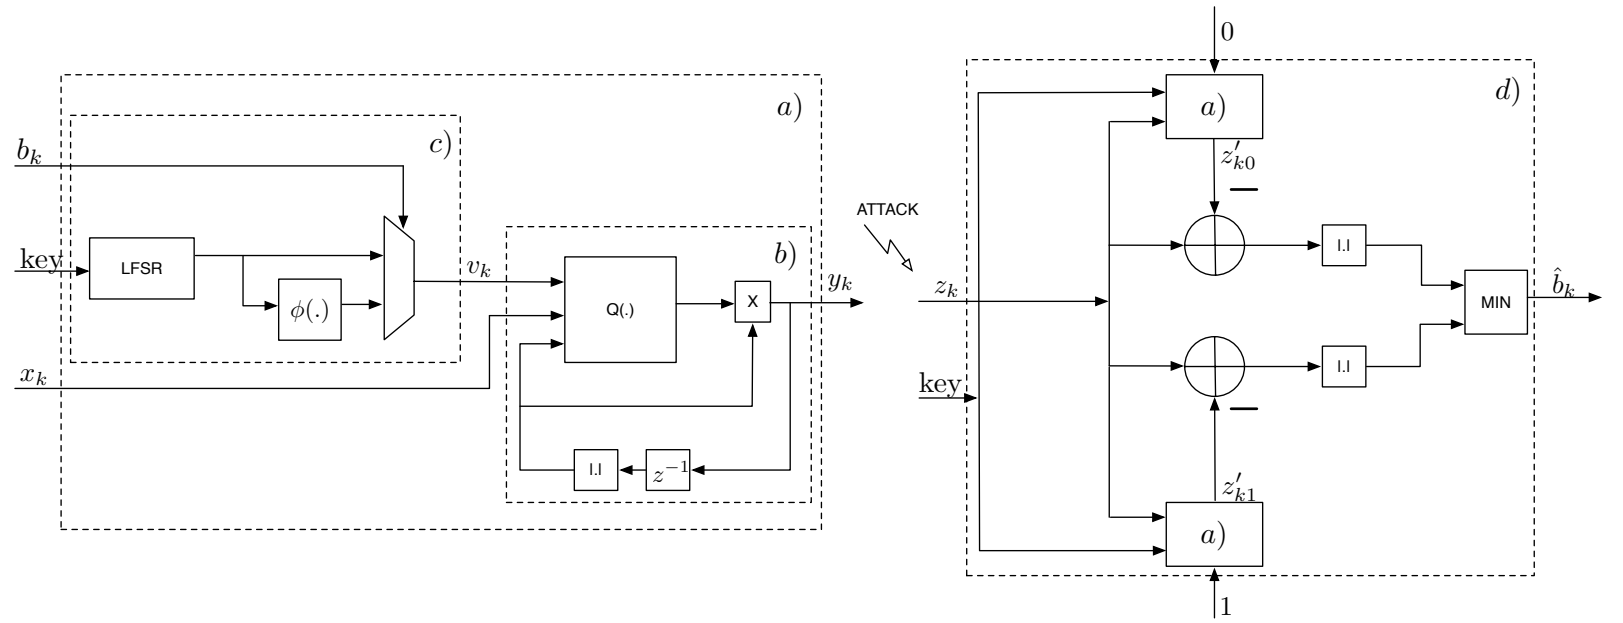 0
a)
d)
a)
c)
b_k
z'_{k0}
ATTACK
key
LFSR
v_k
b)
|.|
y_k
z_k
\hat{b}_k
ϕ(.)
Q(.)
X
MIN
x_k
|.|
key
|.|
z^{-1}
z'_{k1}
a)
1